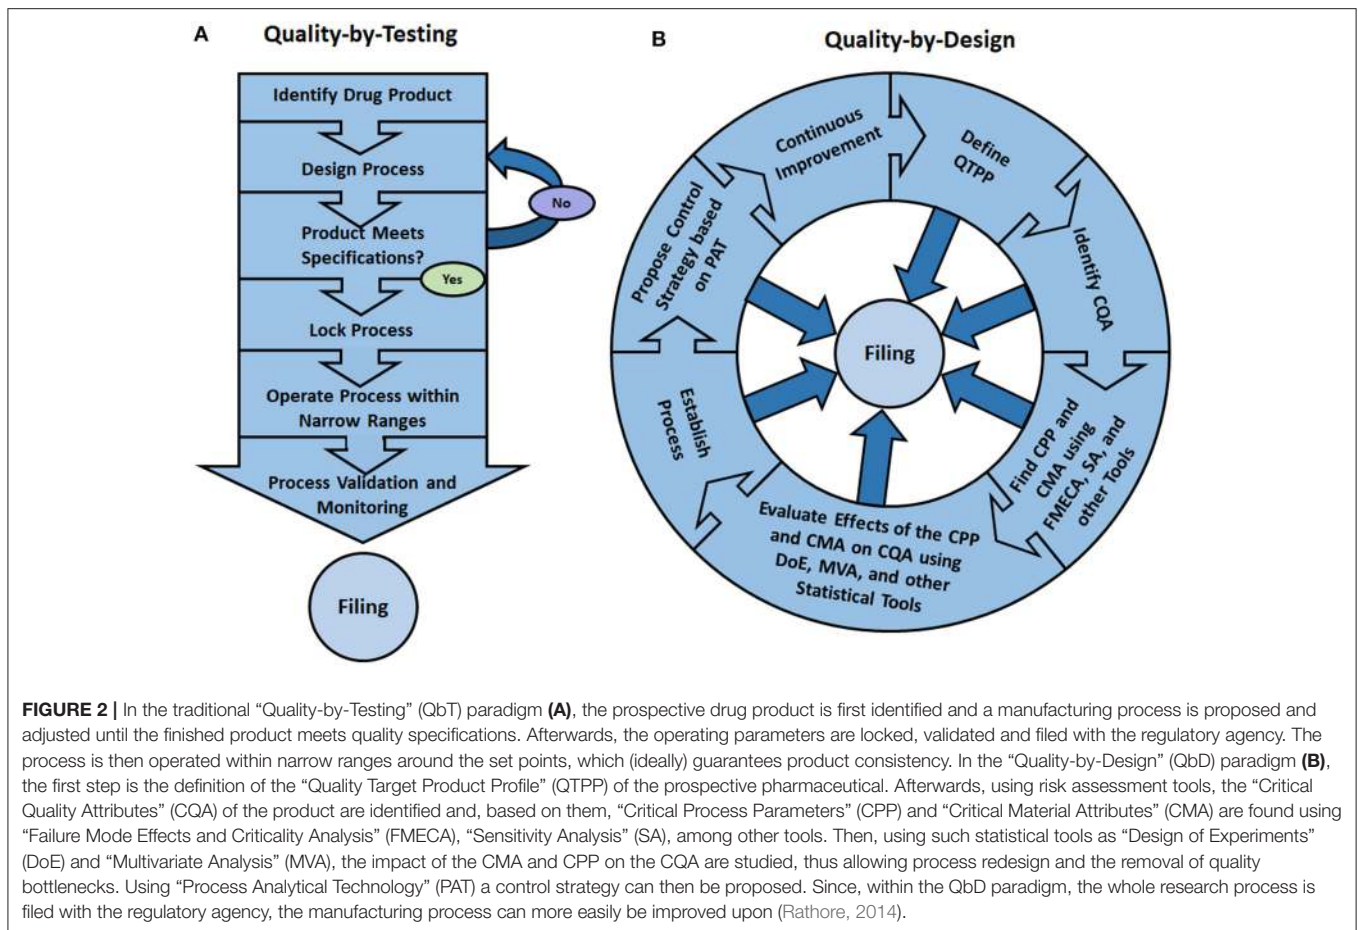 A
Quality-by-Testing
Identify Drug Product
Design Process
No
Product Meets
Specifications?
Yes
Lock Process
Operate Process within
Narrow Ranges
Process Validation and
Monitoring
Filing
B
Quality-by-Design
Define
QTPP
Identify CQA
Find CPP and
CMA using
FMECA, SA, and
other Tools
Evaluate Effects of the CPP
and CMA on CQA using
DoE, MVA, and other
Statistical Tools
Establish
Process
Propose Control
Strategy based
on PAT
Continuous
Improvement
Filing
FIGURE 2 | In the traditional “Quality-by-Testing” (QbT) paradigm (A), the prospective drug product is first identified and a manufacturing process is proposed and
adjusted until the finished product meets quality specifications. Afterwards, the operating parameters are locked, validated and filed with the regulatory agency. The
process is then operated within narrow ranges around the set points, which (ideally) guarantees product consistency. In the “Quality-by-Design” (QbD) paradigm (B),
the first step is the definition of the “Quality Target Product Profile” (QTPP) of the prospective pharmaceutical. Afterwards, using risk assessment tools, the “Critical
Quality Attributes” (CQA) of the product are identified and, based on them, “Critical Process Parameters” (CPP) and “Critical Material Attributes” (CMA) are found using
“Failure Mode Effects and Criticality Analysis” (FMECA), “Sensitivity Analysis” (SA), among other tools. Then, using such statistical tools as “Design of Experiments”
(DoE) and “Multivariate Analysis” (MVA), the impact of the CMA and CPP on the CQA are studied, thus allowing process redesign and the removal of quality
bottlenecks. Using “Process Analytical Technology” (PAT) a control strategy can then be proposed. Since, within the QbD paradigm, the whole research process is
filed with the regulatory agency, the manufacturing process can more easily be improved upon (Rathore, 2014).